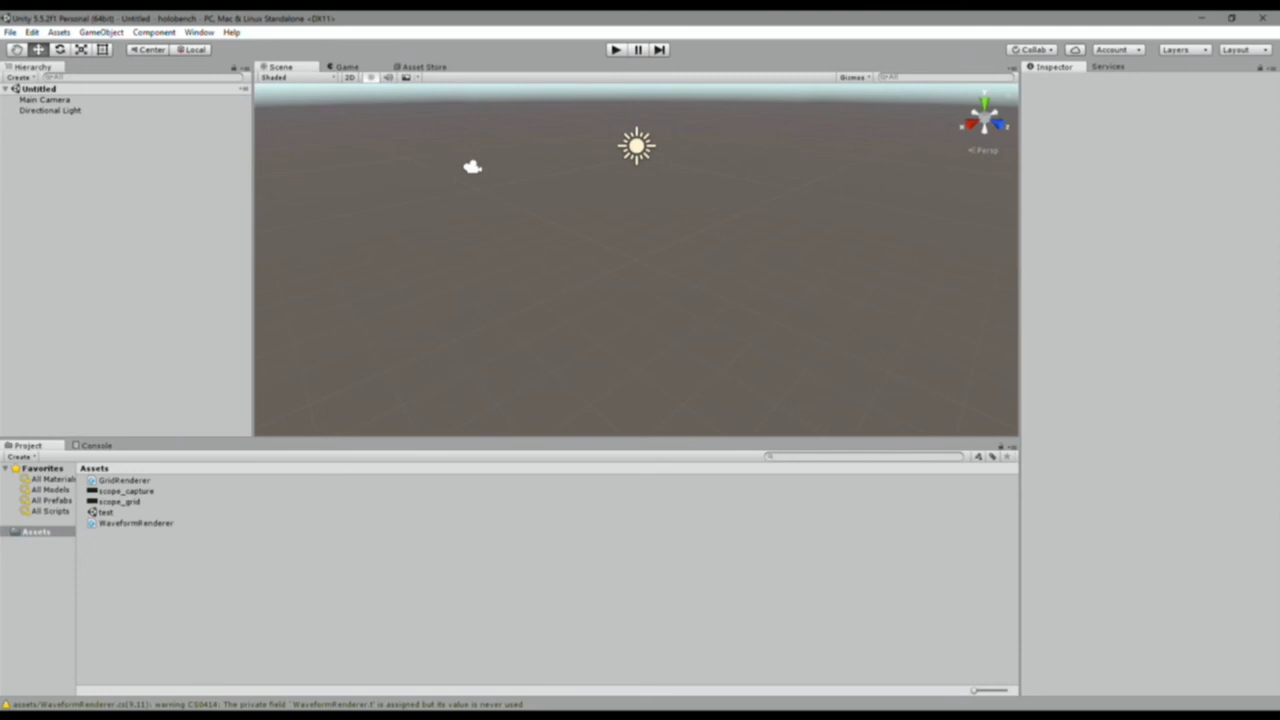 Unity 5.5.2f1 Personal (64bit) - Untitled - holobench - PC, Mac & Linux Standalone <DX11>
File Edit Assets GameObject Component Window Help
Center Local Collab Account Layers Layout
Hierarchy Scene Game Asset Store Inspector Services
Create All Shaded 2D Gizmos All
Untitled
Main Camera
Directional Light
y
x z
Persp
Project Console
Create
Favorites Assets
All Material GridRenderer
All Models scope_capture
All Prefabs scope_grid
All Scripts test
WaveformRenderer
Assets
assets/WaveformRenderer.cs(9,11): warning CS0414: The private field `WaveformRenderer.t' is assigned but its value is never used